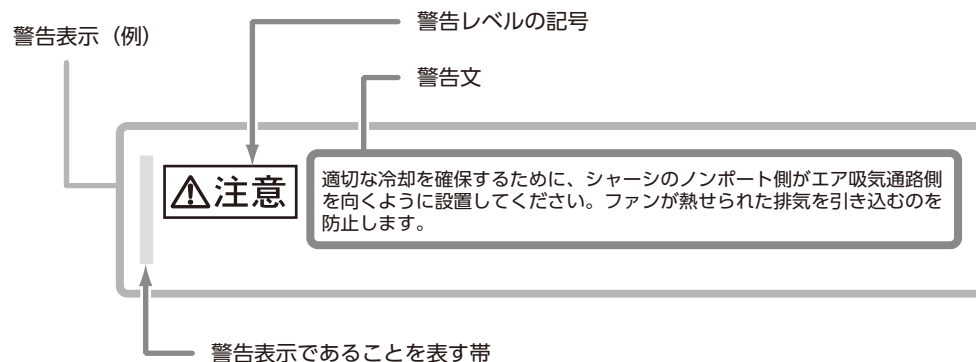 警告レベルの記号
警告表示（例）
警告文
注意
適切な冷却を確保するために、シャーシのノンポート側がエア吸気通路側
を向くように設置してください。ファンが熱せられた排気を引き込むのを
防止します。
警告表示であることを表す帯